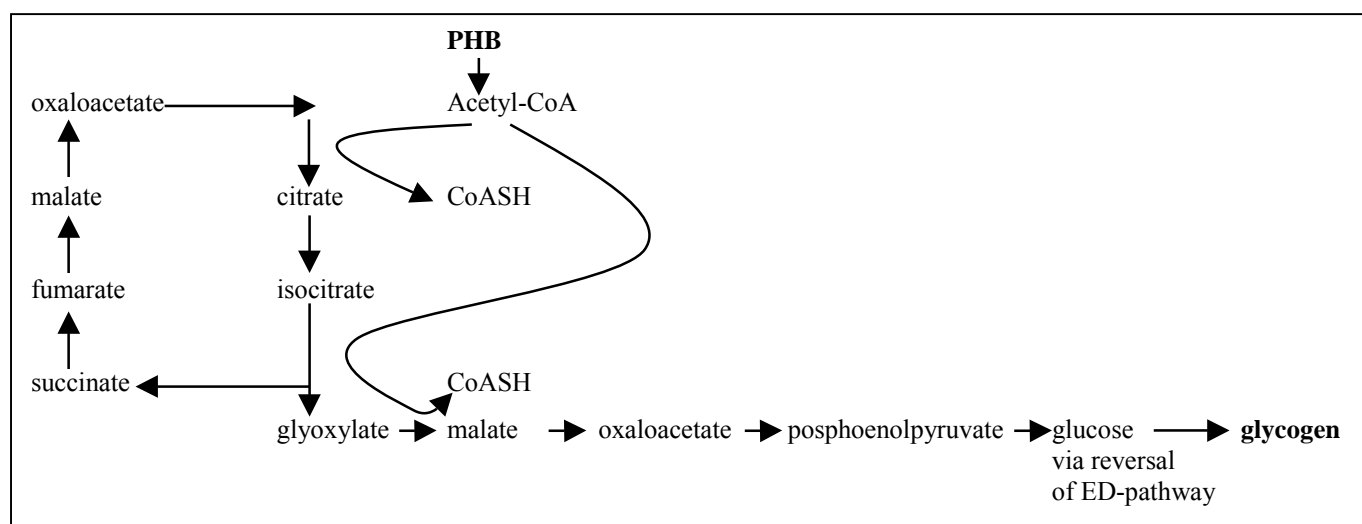 PHB
oxaloacetate Acetyl-CoA
malate citrate CoASH
fumarate isocitrate
succinate CoASH
glyoxylate malate oxaloacetate posphoenolpyruvate glucose glycogen
via reversal
of ED-pathway